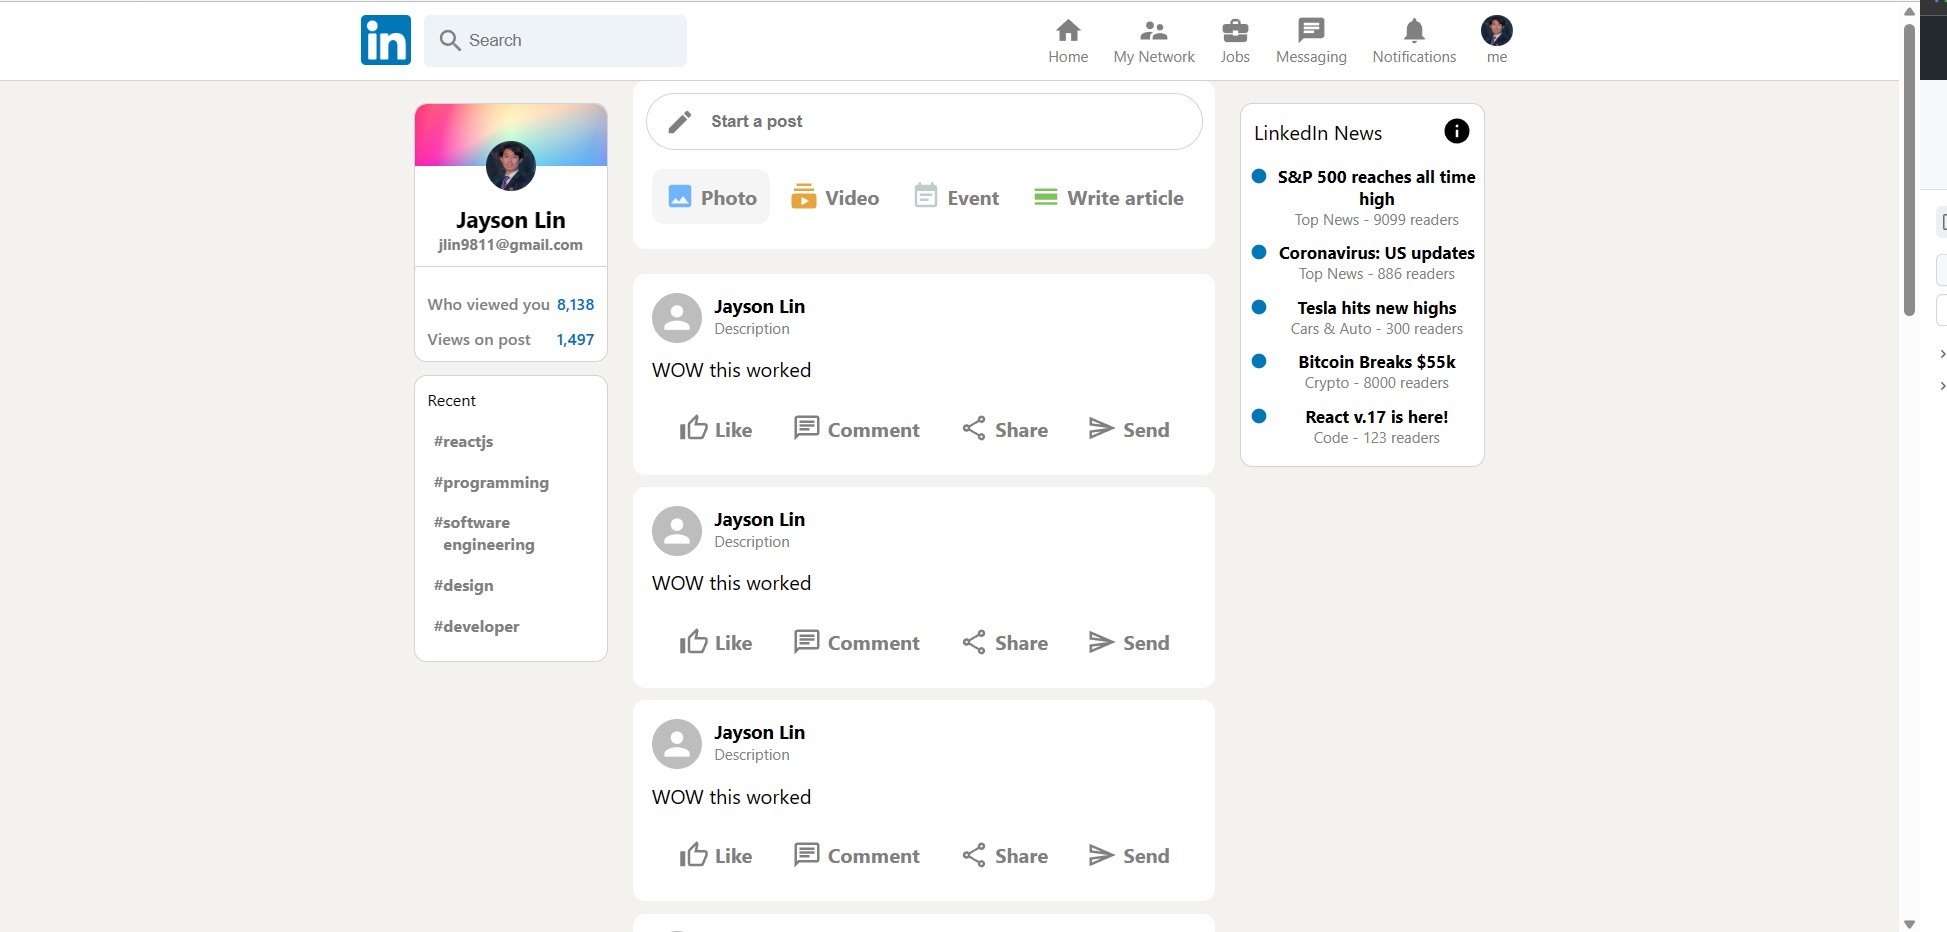 in
Search
Home
My Network
Jobs
Messaging
Notifications
me
Jayson Lin
jlin9811@gmail.com
Who viewed you 8,138
Views on post 1,497
Recent
#reactjs
#programming
#software
engineering
#design
#developer
Start a post
Photo
Video
Event
Write article
Jayson Lin
Description
WOW this worked
Like
Comment
Share
Send
Jayson Lin
Description
WOW this worked
Like
Comment
Share
Send
Jayson Lin
Description
WOW this worked
Like
Comment
Share
Send
LinkedIn News
S&P 500 reaches all time
high
Top News - 9099 readers
Coronavirus: US updates
Top News - 886 readers
Tesla hits new highs
Cars & Auto - 300 readers
Bitcoin Breaks $55k
Crypto - 8000 readers
React v.17 is here!
Code - 123 readers